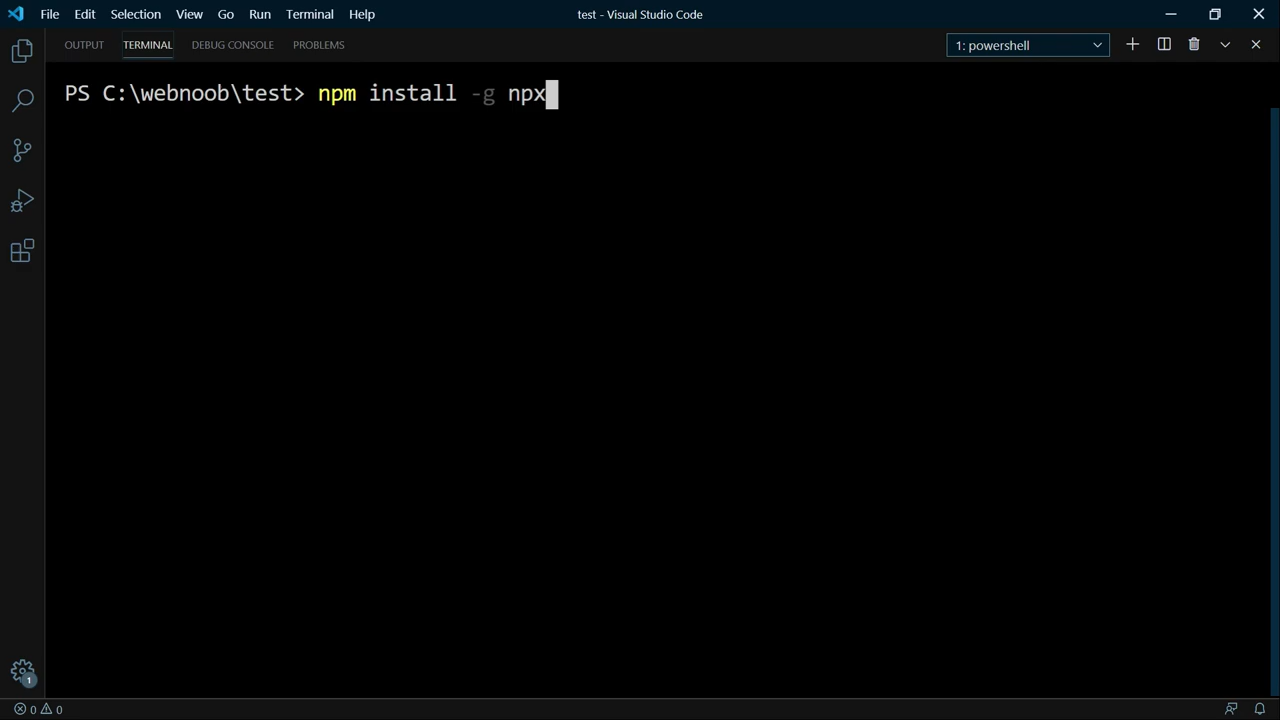 File Edit Selection View Go Run Terminal Help test - Visual Studio Code
OUTPUT TERMINAL DEBUG CONSOLE PROBLEMS 1: powershell
PS C:\webnoob\test> npm install -g npx
1
0 0